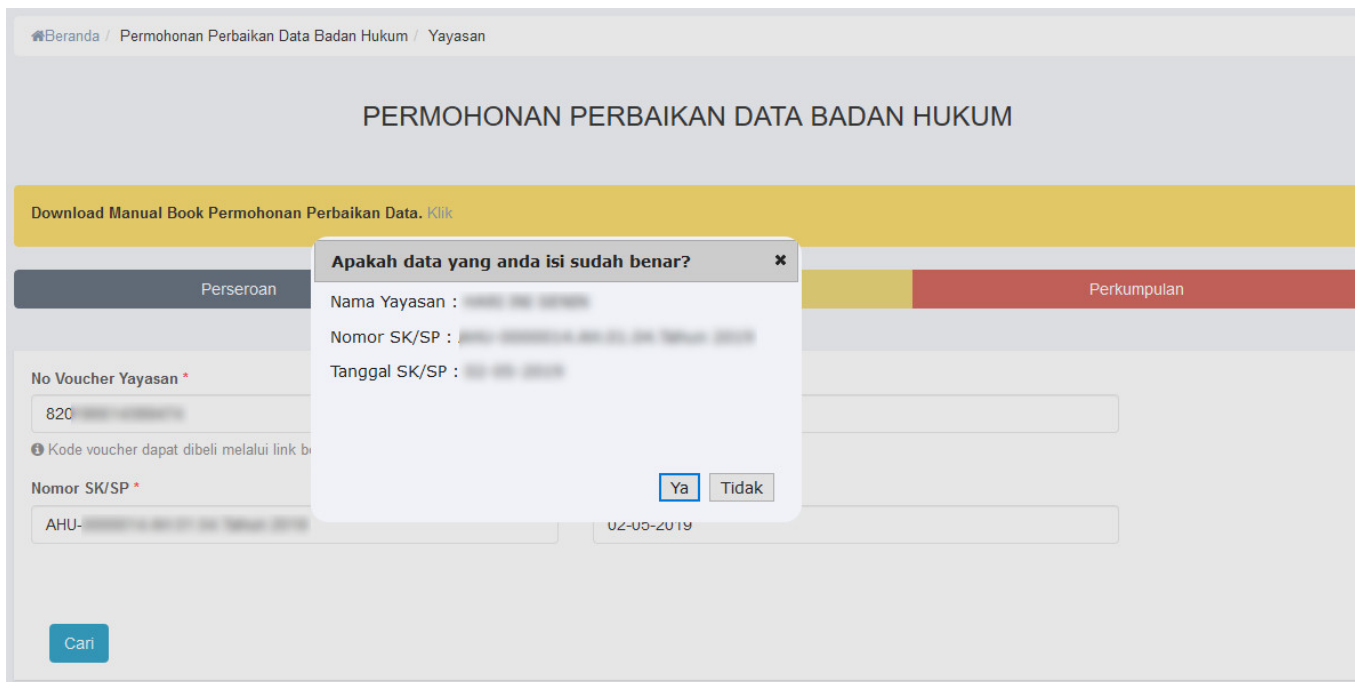 Beranda / Permohonan Perbaikan Data Badan Hukum / Yayasan
PERMOHONAN PERBAIKAN DATA BADAN HUKUM
Download Manual Book Permohonan Perbaikan Data. Klik
Perseroan
Perkumpulan
Apakah data yang anda isi sudah benar?
Nama Yayasan :
Nomor SK/SP :
Tanggal SK/SP :
Ya Tidak
No Voucher Yayasan *
820
Kode voucher dapat dibeli melalui link
Nomor SK/SP *
AHU-
02-05-2019
Cari